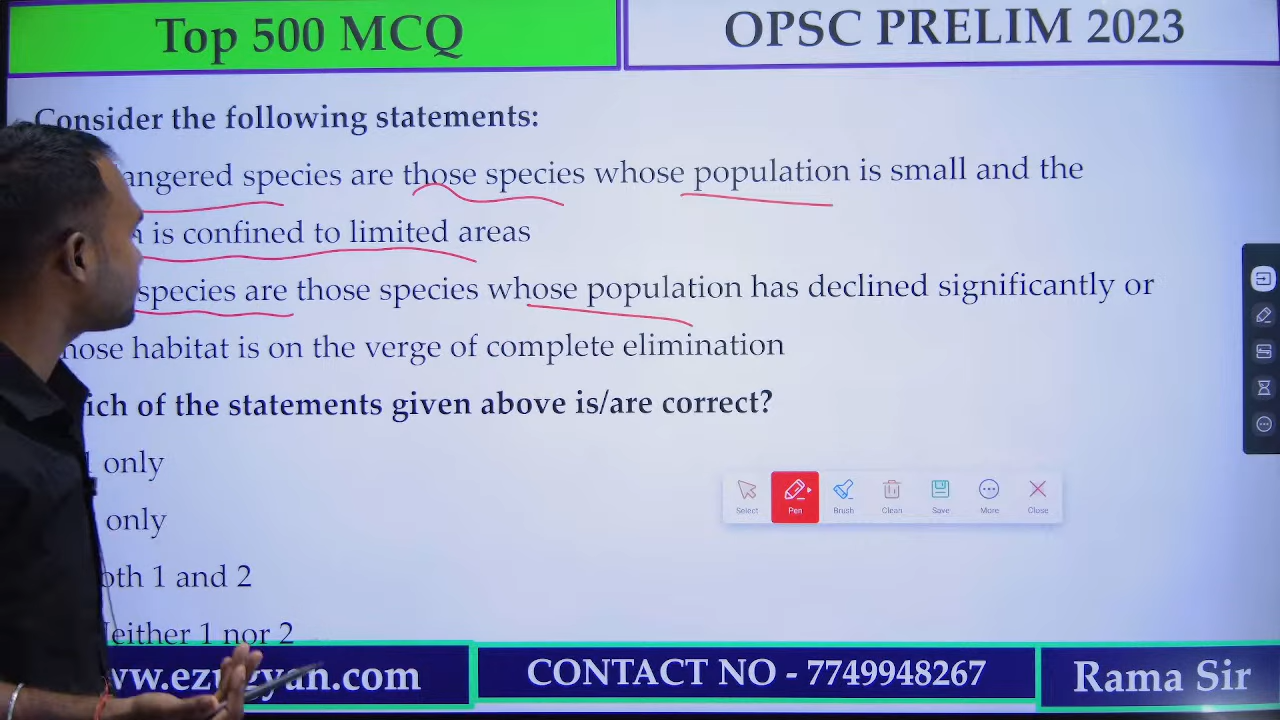 Top 500 MCQ
OPSC PRELIM 2023
Consider the following statements:
angered species are those species whose population is small and the
is confined to limited areas
species are those species whose population has declined significantly or
hose habitat is on the verge of complete elimination
ich of the statements given above is/are correct?
1 only
only
oth 1 and 2
Neither 1 nor 2
Select
Pen
Brush
Clean
Save
More
Close
CONTACT NO - 7749948267
Rama Sir